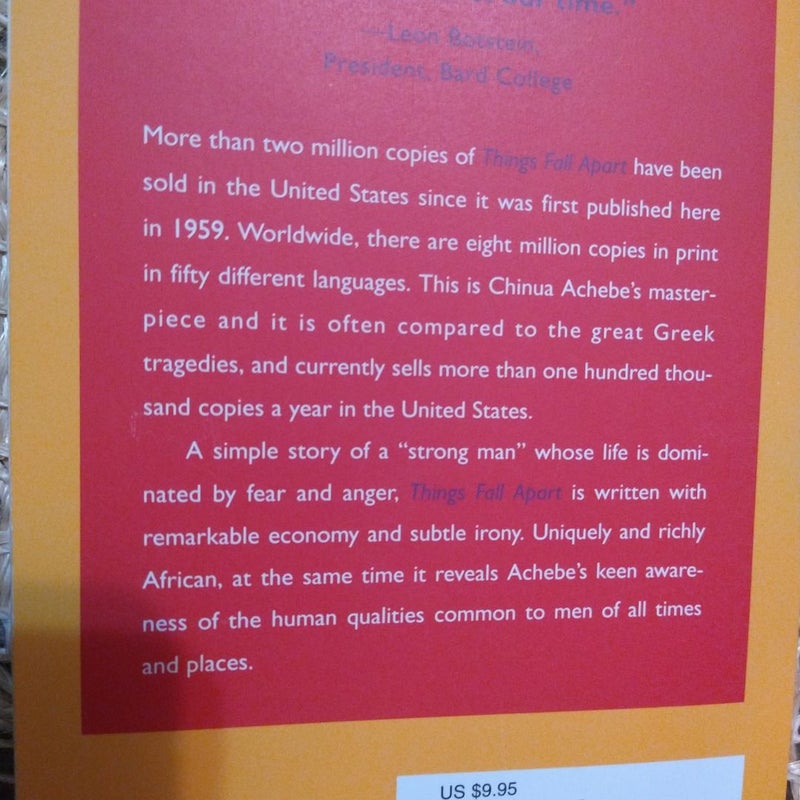 our time."
—Leon Botstein,
President, Bard College
More than two million copies of Things Fall Apart have been
sold in the United States since it was first published here
in 1959. Worldwide, there are eight million copies in print
in fifty different languages. This is Chinua Achebe's master-
piece and it is often compared to the great Greek
tragedies, and currently sells more than one hundred thou-
sand copies a year in the United States.
A simple story of a “strong man” whose life is domi-
nated by fear and anger, Things Fall Apart is written with
remarkable economy and subtle irony. Uniquely and richly
African, at the same time it reveals Achebe's keen aware-
ness of the human qualities common to men of all times
and places.
US $9.95